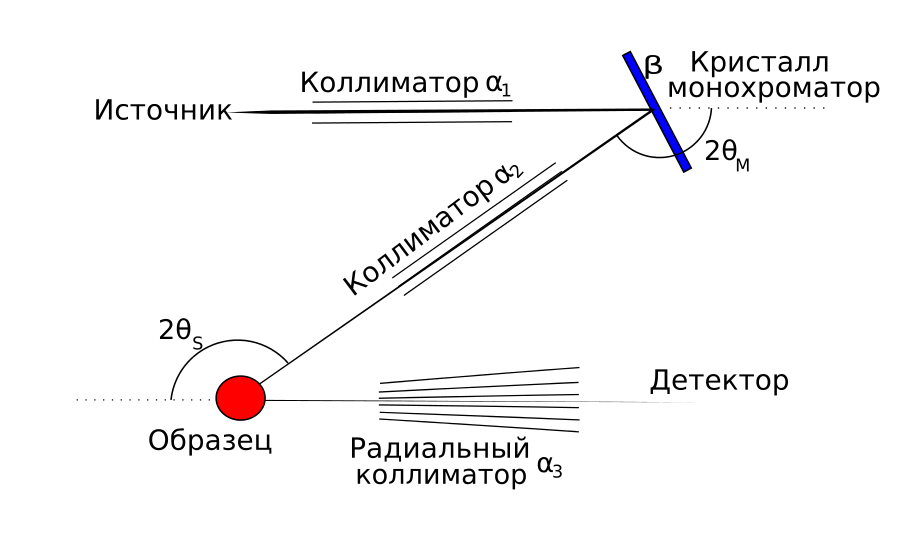 Коллиматор α₁
β
Кристалл
монохроматор
Источник
2θM
Коллиматор α₂
2θS
Детектор
Образец
Радиальный
коллиматор α₃